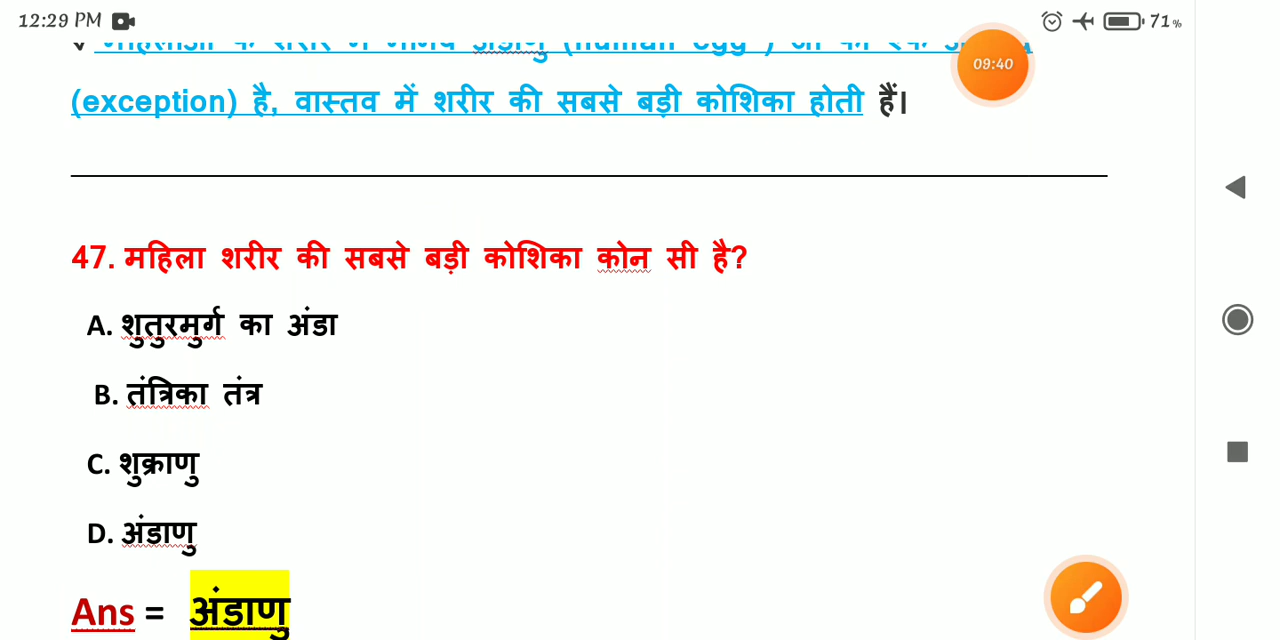 12:29 PM
71%
09:40
(exception) है, वास्तव में शरीर की सबसे बड़ी कोशिका होती हैं।
47. महिला शरीर की सबसे बड़ी कोशिका कोन सी है?
A. शुतुरमुर्ग का अंडा
B. तंत्रिका तंत्र
C. शुक्राणु
D. अंडाणु
Ans = अंडाणु